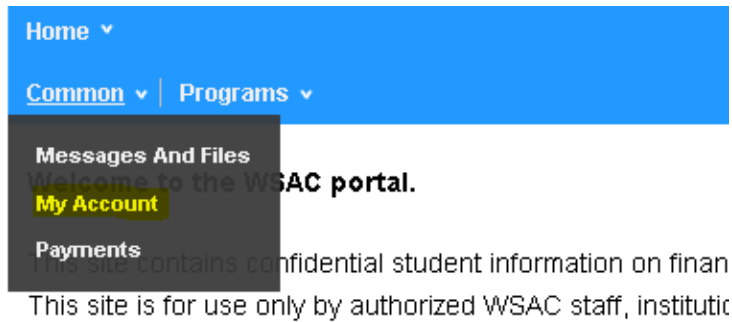 Home
Common Programs
Messages And Files
Welcome to the WSAC portal.
My Account
Payments
This site contains confidential student information on finan
This site is for use only by authorized WSAC staff, institutio